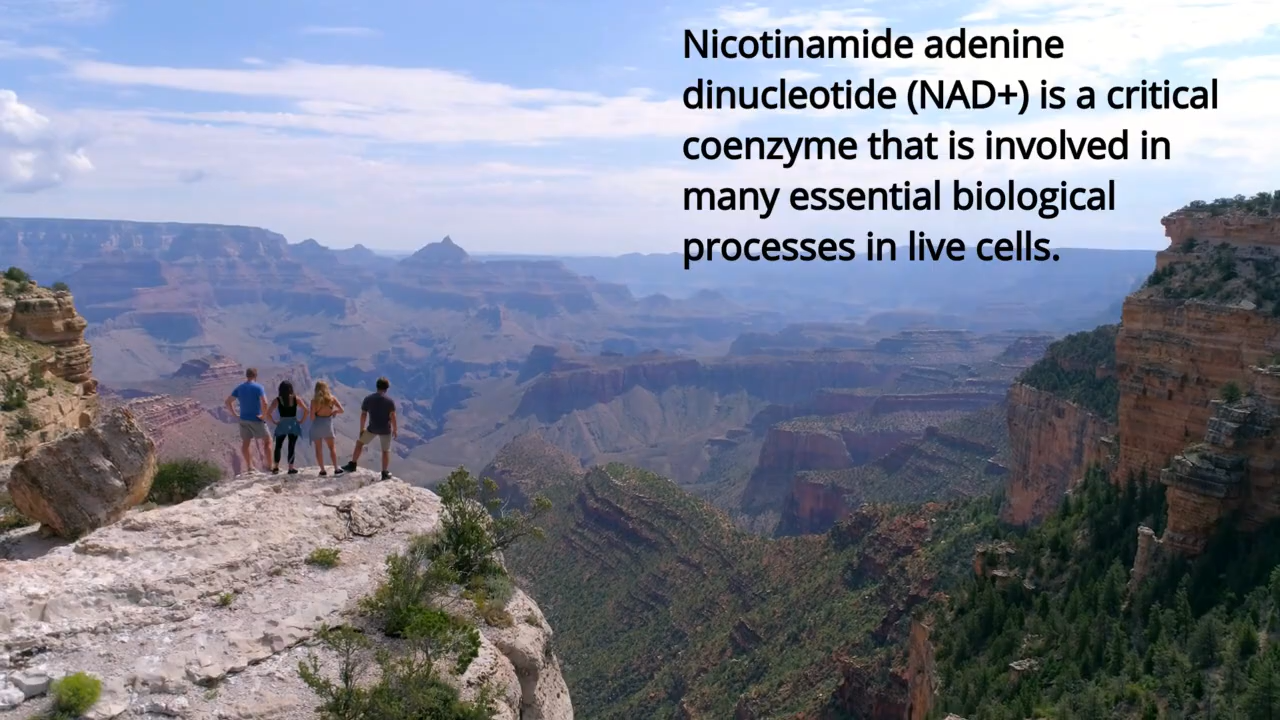 Nicotinamide adenine
dinucleotide (NAD+) is a critical
coenzyme that is involved in
many essential biological
processes in live cells.